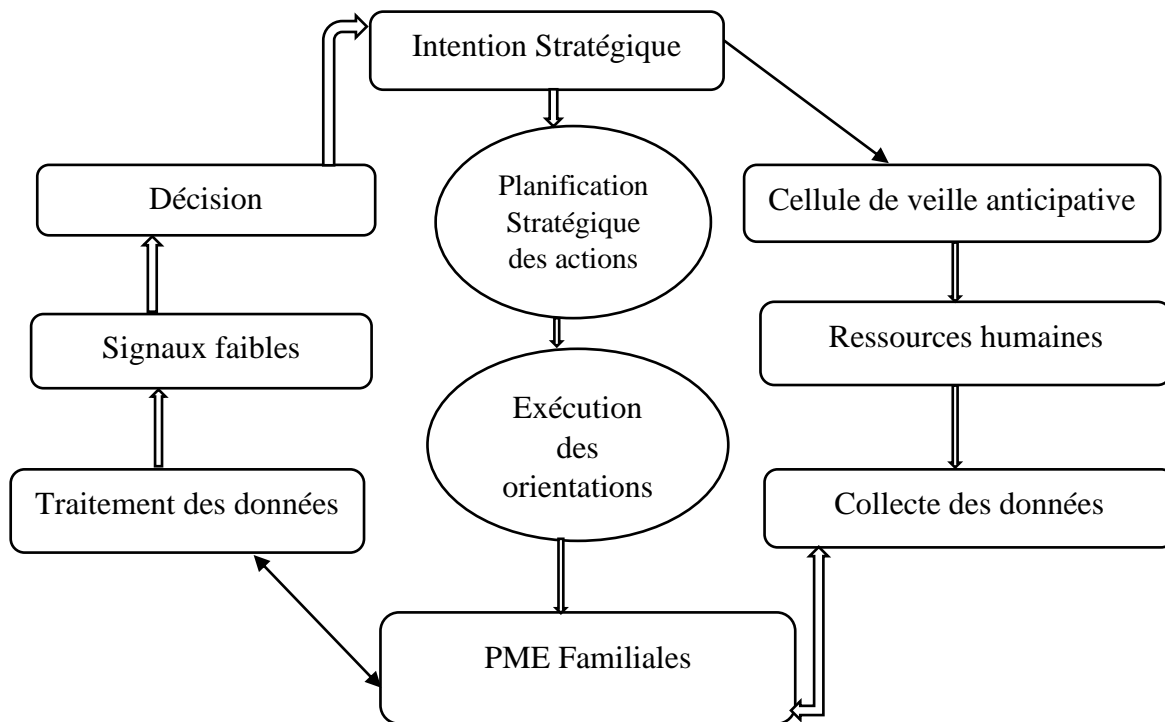 Intention Stratégique
Décision
Planification
Stratégique
des actions
Cellule de veille anticipative
Signaux faibles
Ressources humaines
Exécution
des
orientations
Traitement des données
Collecte des données
PME Familiales